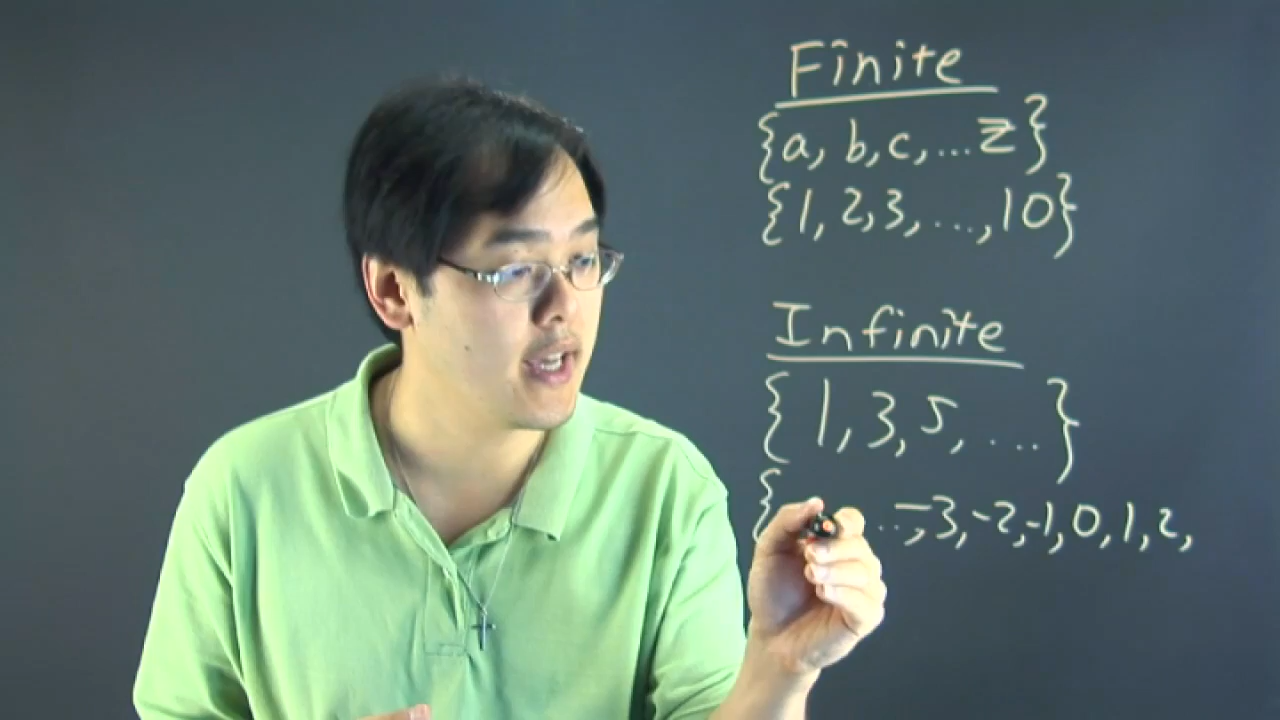 Finite
{a, b, c, ... z}
{1, 2, 3, ..., 10}
Infinite
{1, 3, 5, ...}
{ ..., -3, -2, -1, 0, 1, 2,